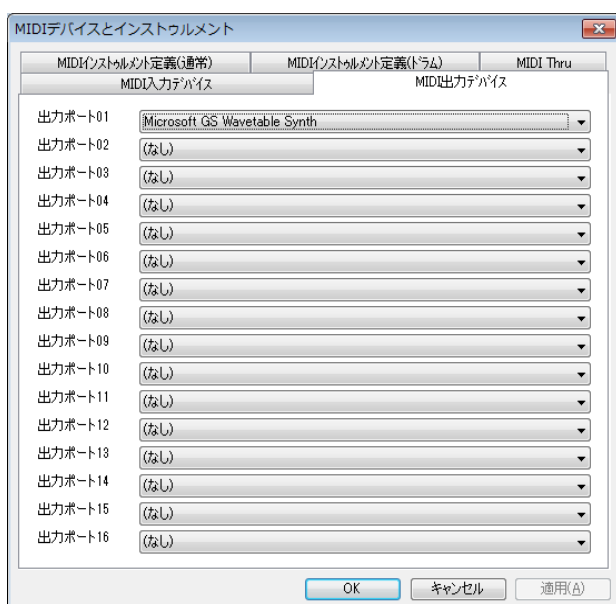 MIDIデバイスとインストゥルメント
MIDIインストゥルメント定義(通常) MIDIインストゥルメント定義(ドラム) MIDI Thru
MIDI入力デバイス MIDI出力デバイス
出力ポート01 Microsoft GS Wavetable Synth
出力ポート02 (なし)
出力ポート03 (なし)
出力ポート04 (なし)
出力ポート05 (なし)
出力ポート06 (なし)
出力ポート07 (なし)
出力ポート08 (なし)
出力ポート09 (なし)
出力ポート10 (なし)
出力ポート11 (なし)
出力ポート12 (なし)
出力ポート13 (なし)
出力ポート14 (なし)
出力ポート15 (なし)
出力ポート16 (なし)
OK キャンセル 適用(A)